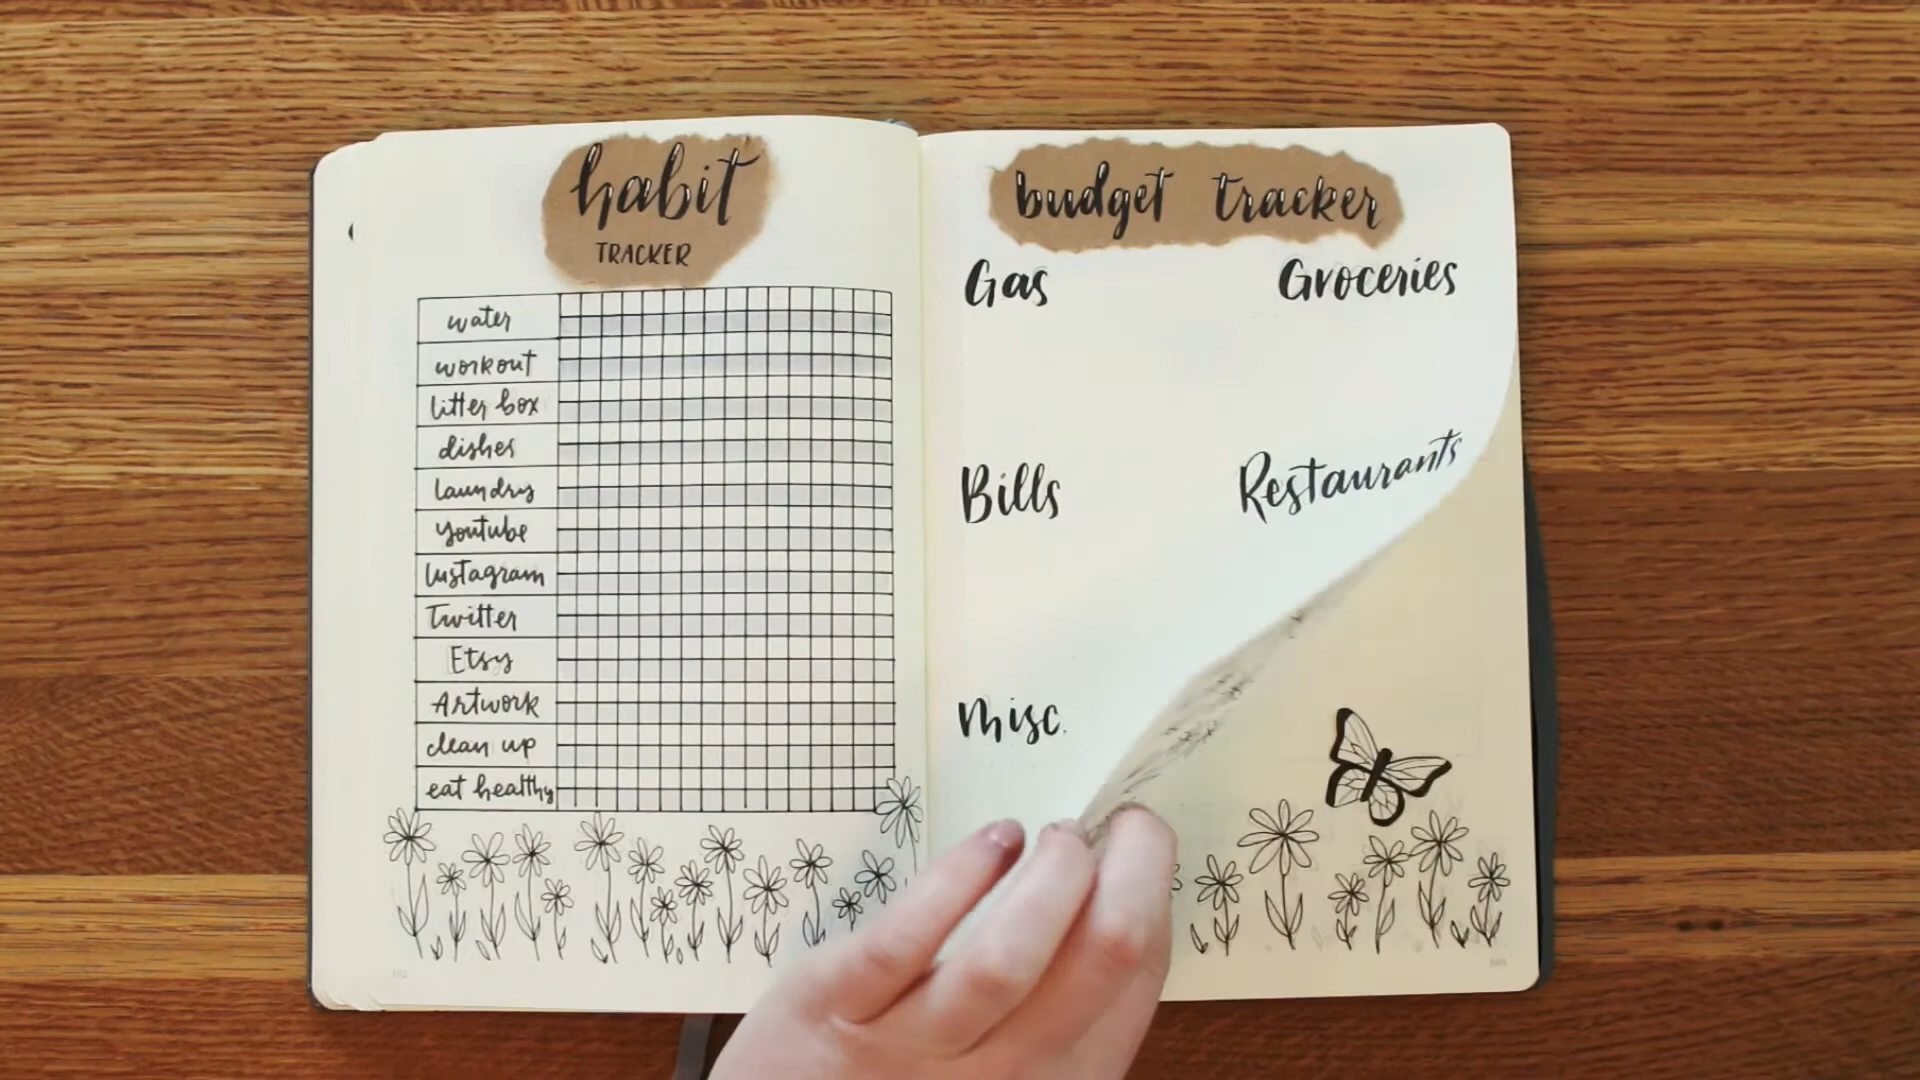 habit
TRACKER
water
workout
litter box
dishes
laundry
youtube
Instagram
Twitter
Etsy
Artwork
clean up
eat healthy
budget tracker
Gas
Groceries
Bills
Restaurants
Misc.